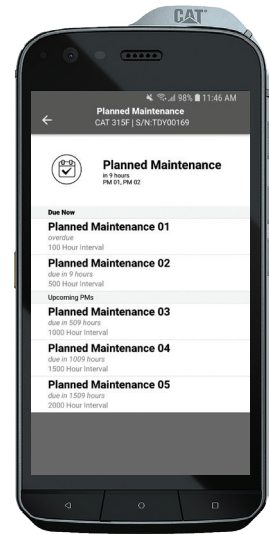 CAT
98% 11:46 AM
Planned Maintenance
CAT 315F | S/N:TDY00169
Planned Maintenance
in 9 hours
PM 01, PM 02
Due Now
Planned Maintenance 01
overdue
100 Hour Interval
Planned Maintenance 02
due in 9 hours
500 Hour Interval
Upcoming PMs
Planned Maintenance 03
due in 509 hours
1000 Hour Interval
Planned Maintenance 04
due in 1009 hours
1500 Hour Interval
Planned Maintenance 05
due in 1509 hours
2000 Hour Interval